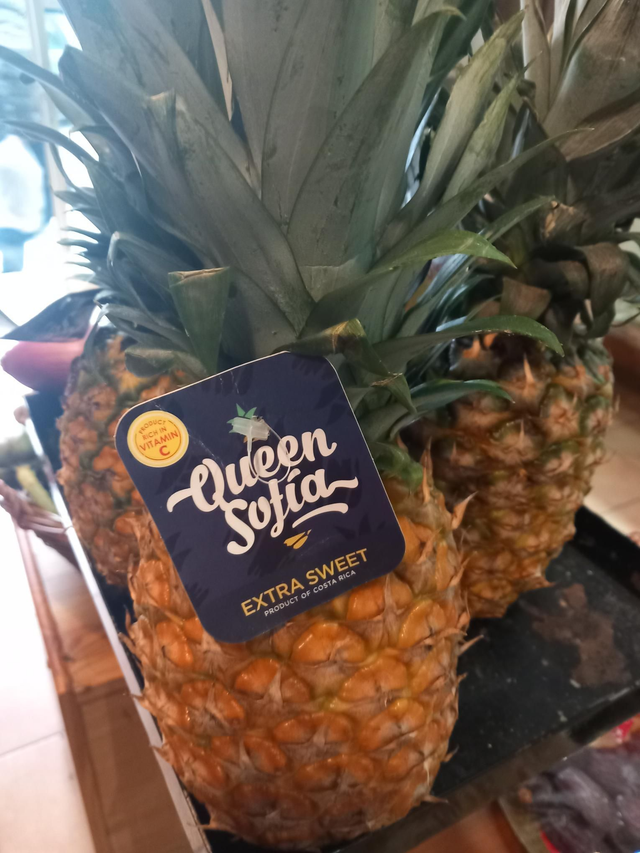 PRODUCT
RICH IN
VITAMIN
C
Queen
Sofía
EXTRA SWEET
PRODUCT OF COSTA RICA